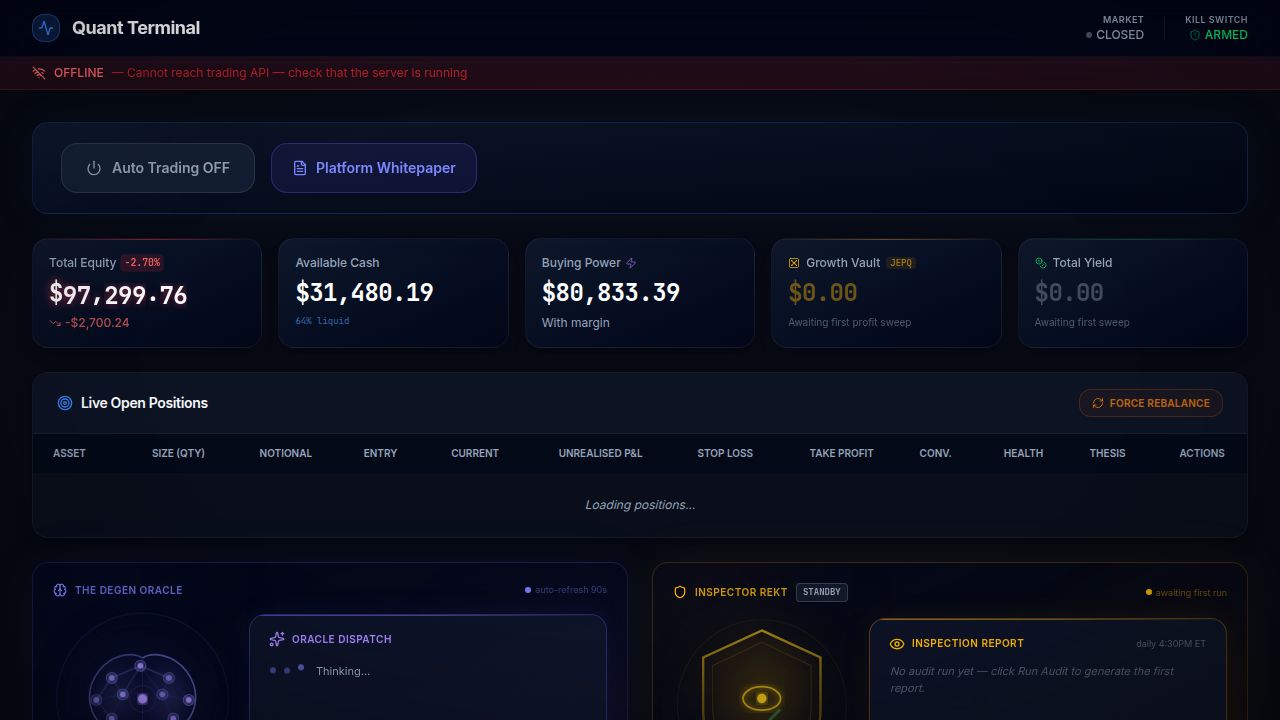 Quant Terminal
MARKET
CLOSED
KILL SWITCH
ARMED
OFFLINE — Cannot reach trading API — check that the server is running
Auto Trading OFF
Platform Whitepaper
Total Equity -2.70%
$97,299.76
-$2,700.24
Available Cash
$31,480.19
64% liquid
Buying Power
$80,833.39
With margin
Growth Vault JEPQ
$0.00
Awaiting first profit sweep
Total Yield
$0.00
Awaiting first sweep
Live Open Positions
FORCE REBALANCE
ASSET SIZE (QTY) NOTIONAL ENTRY CURRENT UNREALISED P&L STOP LOSS TAKE PROFIT CONV. HEALTH THESIS ACTIONS
Loading positions...
THE DEGEN ORACLE
auto-refresh 90s
ORACLE DISPATCH
Thinking...
INSPECTOR REKT STANDBY
awaiting first run
INSPECTION REPORT
daily 4:30PM ET
No audit run yet — click Run Audit to generate the first
report.